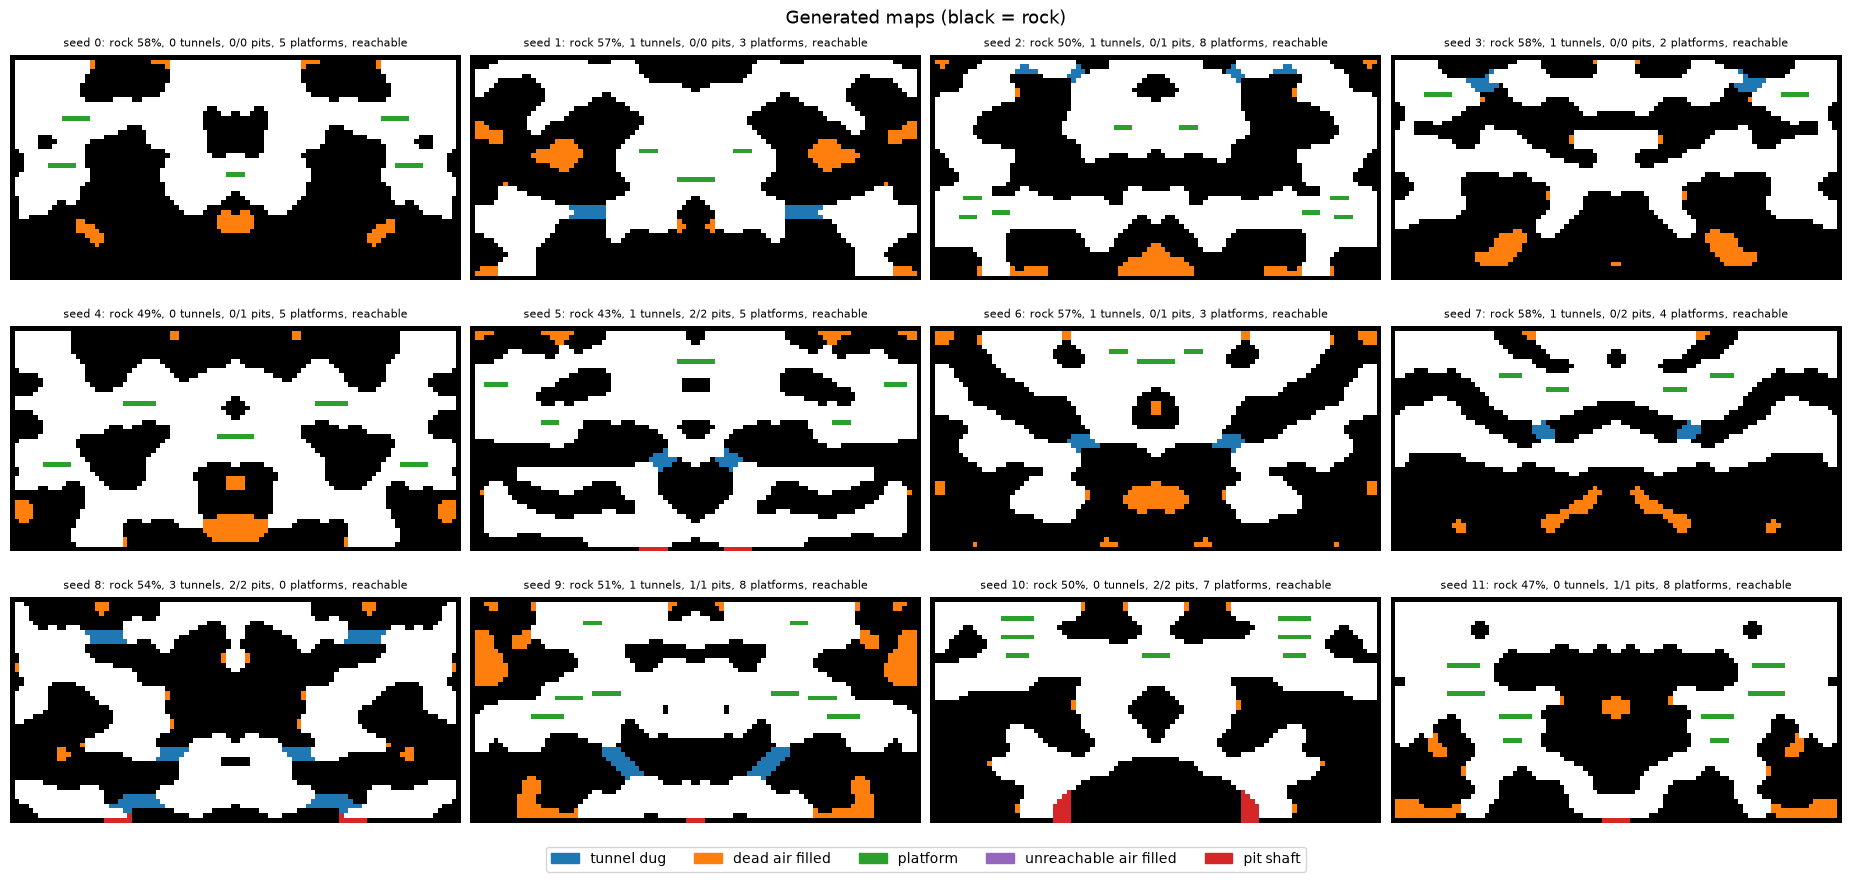 Generated maps (black = rock)
seed 0: rock 58%, 0 tunnels, 0/0 pits, 5 platforms, reachable
seed 1: rock 57%, 1 tunnels, 0/0 pits, 3 platforms, reachable
seed 2: rock 50%, 1 tunnels, 0/1 pits, 8 platforms, reachable
seed 3: rock 58%, 1 tunnels, 0/0 pits, 2 platforms, reachable
seed 4: rock 49%, 0 tunnels, 0/1 pits, 5 platforms, reachable
seed 5: rock 43%, 1 tunnels, 2/2 pits, 5 platforms, reachable
seed 6: rock 57%, 1 tunnels, 0/1 pits, 3 platforms, reachable
seed 7: rock 58%, 1 tunnels, 0/2 pits, 4 platforms, reachable
seed 8: rock 54%, 3 tunnels, 2/2 pits, 0 platforms, reachable
seed 9: rock 51%, 1 tunnels, 1/1 pits, 8 platforms, reachable
seed 10: rock 50%, 0 tunnels, 2/2 pits, 7 platforms, reachable
seed 11: rock 47%, 0 tunnels, 1/1 pits, 8 platforms, reachable
tunnel dug
dead air filled
platform
unreachable air filled
pit shaft